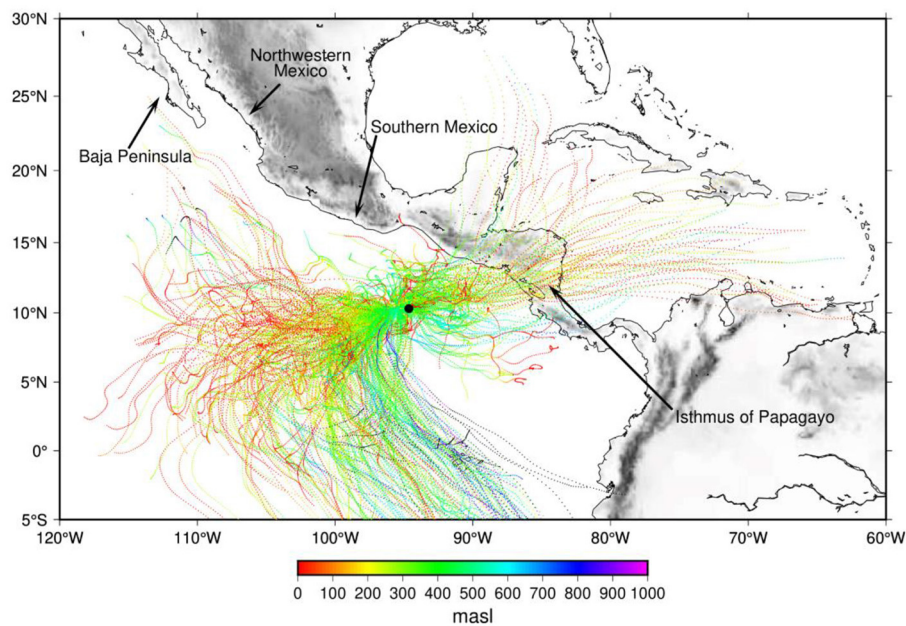 30°N
25°N
20°N
15°N
10°N
5°N
0°
5°S
Northwestern
Mexico
Southern Mexico
Baja Peninsula
Isthmus of Papagayo
120°W 110°W 100°W 90°W 80°W 70°W 60°W
0 100 200 300 400 500 600 700 800 900 1000
masl